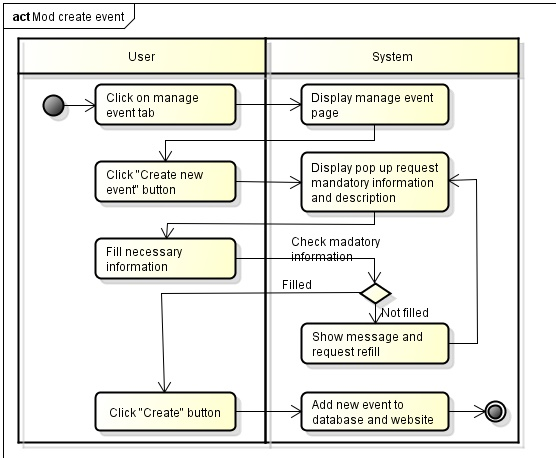 act Mod create event
User
System
Click on manage
event tab
Display manage event
page
Click "Create new
event" button
Display pop up request
mandatory information
and description
Fill necessary
information
Check madatory
information
Filled
Not filled
Show message and
request refill
Click "Create" button
Add new event to
database and website